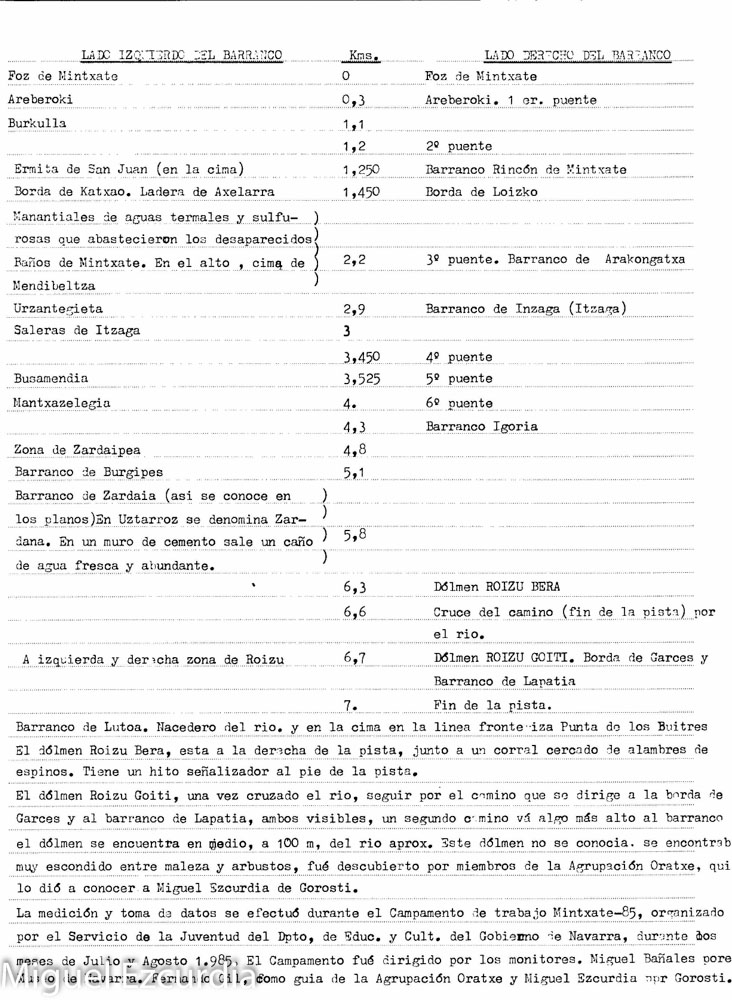 LADO IZQUIERDO DEL BARRANCO Kms. LADO DERECHO DEL BARRANCO
Foz de Mintxate 0 Foz de Mintxate
Areberoki 0,3 Areberoki. 1 er. puente
Burkulla 1,1
1,2 2º puente
Ermita de San Juan (en la cima) 1,250 Barranco Rincón de Mintxate
Borda de Katxao. Ladera de Axelarra 1,450 Borda de Loizko
Manantiales de aguas termales y sulfu- )
rosas que abastecieron los desaparecidos)
Baños de Mintxate. En el alto , cima de ) 2,2 3º puente. Barranco de Arakongatxa
Mendibeltza )
Urzantegieta 2,9 Barranco de Inzaga (Itzaga)
Saleras de Itzaga 3
3,450 4º puente
Busamendia 3,525 5º puente
Mantxazelegia 4. 6º puente
4,3 Barranco Igoria
Zona de Zardaipea 4,8
Barranco de Burgipes 5,1
Barranco de Zardaia (asi se conoce en )
los planos)En Uztarroz se denomina Zar- )
dana. En un muro de cemento sale un caño ) 5,8
de agua fresca y abundante. )
6,3 Dólmen ROIZU BERA
6,6 Cruce del camino (fin de la pista) por
el rio.
A izquierda y derecha zona de Roizu 6,7 Dólmen ROIZU GOITI. Borda de Garces y
Barranco de Lapatia
7. Fin de la pista.
Barranco de Lutoa. Nacedero del rio. y en la cima en la linea fronteriza Punta de los Buitres
El dólmen Roizu Bera, esta a la derecha de la pista, junto a un corral cercado de alambres de
espinos. Tiene un hito señalizador al pie de la pista.
El dólmen Roizu Goiti, una vez cruzado el rio, seguir por el camino que se dirige a la borda de
Garces y al barranco de Lapatia, ambos visibles, un segundo camino vá algo más alto al barranco
el dólmen se encuentra en medio, a 100 m, del rio aprox. Este dólmen no se conocia. se encontrab
muy escondido entre maleza y arbustos, fué descubierto por miembros de la Agrupación Oratxe, qui
lo dió a conocer a Miguel Ezcurdia de Gorosti.
La medición y toma de datos se efectuó durante el Campamento de trabajo Mintxate-85, organizado
por el Servicio de la Juventud del Dpto, de Educ. y Cult. del Gobierno de Navarra, durante dos
meses de Julio y Agosto 1.985, El Campamento fué dirigido por los monitores. Miguel Bañales pore
Museo de Navarra. Fernando Gil, como guia de la Agrupación Oratxe y Miguel Ezcurdia por Gorosti.
Miguel Ezcurdia